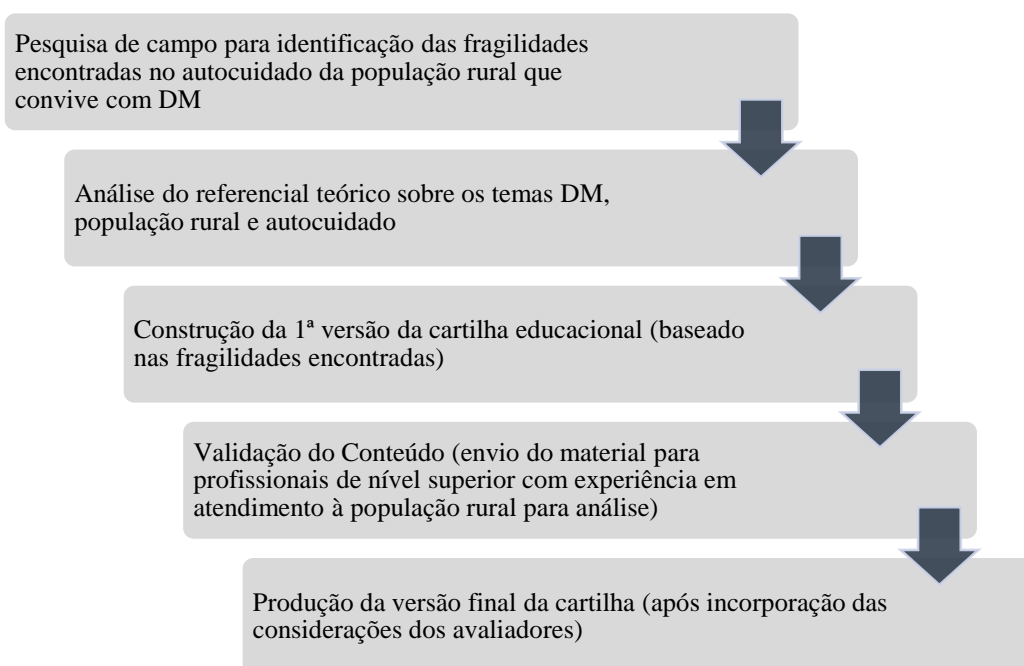 Pesquisa de campo para identificação das fragilidades
encontradas no autocuidado da população rural que
convive com DM
Análise do referencial teórico sobre os temas DM,
população rural e autocuidado
Construção da 1ª versão da cartilha educacional (baseado
nas fragilidades encontradas)
Validação do Conteúdo (envio do material para
profissionais de nível superior com experiência em
atendimento à população rural para análise)
Produção da versão final da cartilha (após incorporação das
considerações dos avaliadores)